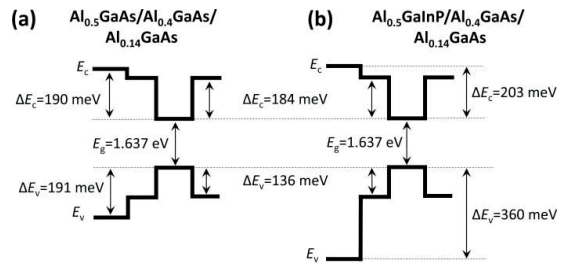 (a)
Al₀.₅GaAs/Al₀.₄GaAs/
Al₀.₁₄GaAs
(b)
Al₀.₅GaInP/Al₀.₄GaAs/
Al₀.₁₄GaAs
Ec
ΔEc=190 meV
Eg=1.637 eV
ΔEv=191 meV
Ev
ΔEc=184 meV
ΔEv=136 meV
Ec
ΔEc=203 meV
Eg=1.637 eV
ΔEv=360 meV
Ev